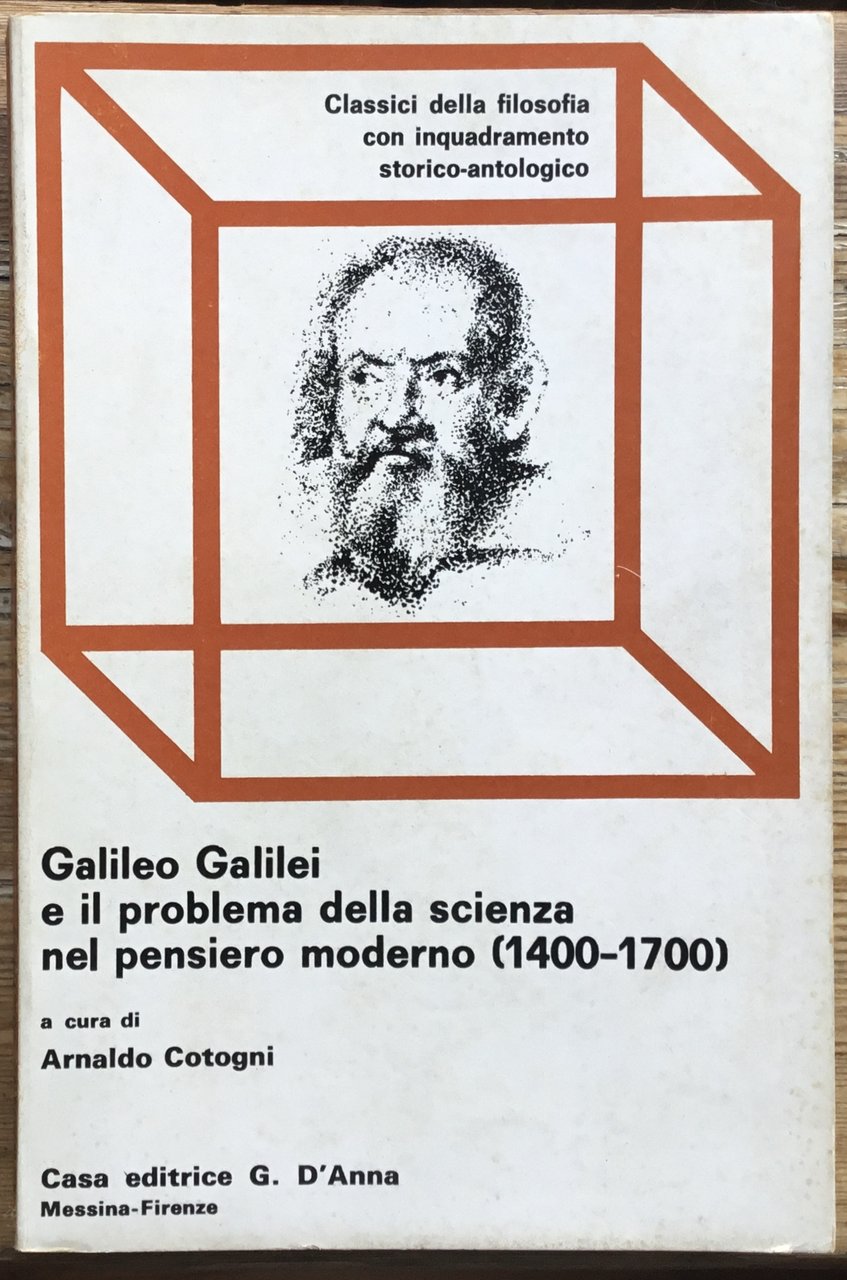 Classici della filosofia
con inquadramento
storico-antologico
Galileo Galilei
e il problema della scienza
nel pensiero moderno (1400-1700)
a cura di
Arnaldo Cotogni
Casa editrice G. D'Anna
Messina-Firenze